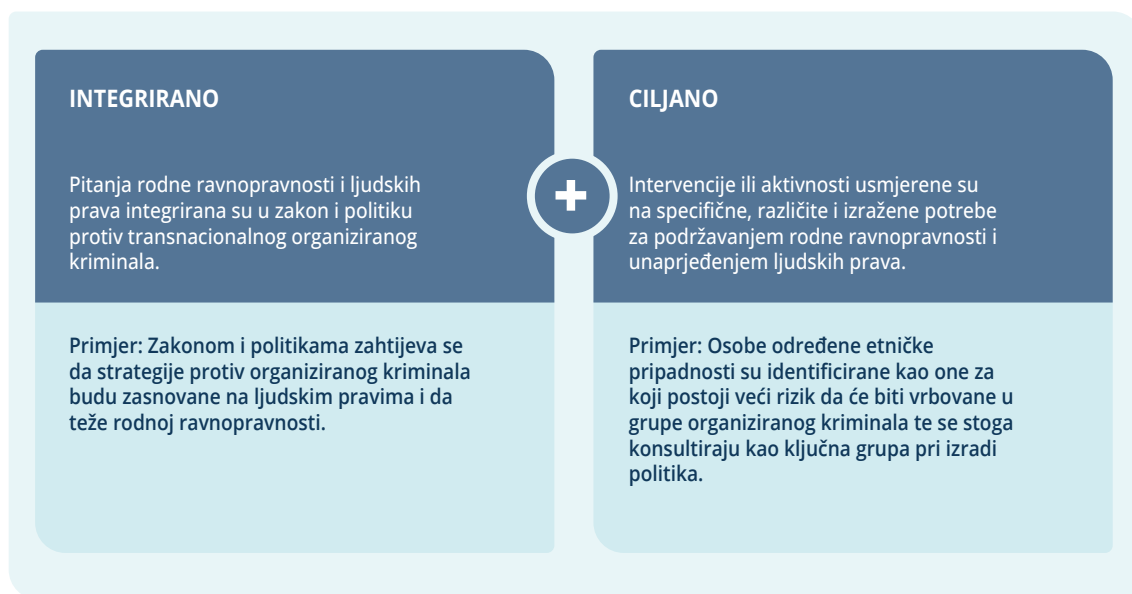 INTEGRIRANO
Pitanja rodne ravnopravnosti i ljudskih
prava integrirana su u zakon i politiku
protiv transnacionalnog organiziranog
kriminala.
Primjer: Zakonom i politikama zahtijeva se
da strategije protiv organiziranog kriminala
budu zasnovane na ljudskim pravima i da
teže rodnoj ravnopravnosti.
CILJANO
Intervencije ili aktivnosti usmjerene su
na specifične, različite i izražene potrebe
za podržavanjem rodne ravnopravnosti i
unaprjeđenjem ljudskih prava.
Primjer: Osobe određene etničke
pripadnosti su identificirane kao one za
koji postoji veći rizik da će biti vrbovane u
grupe organiziranog kriminala te se stoga
konsultiraju kao ključna grupa pri izradi
politika.